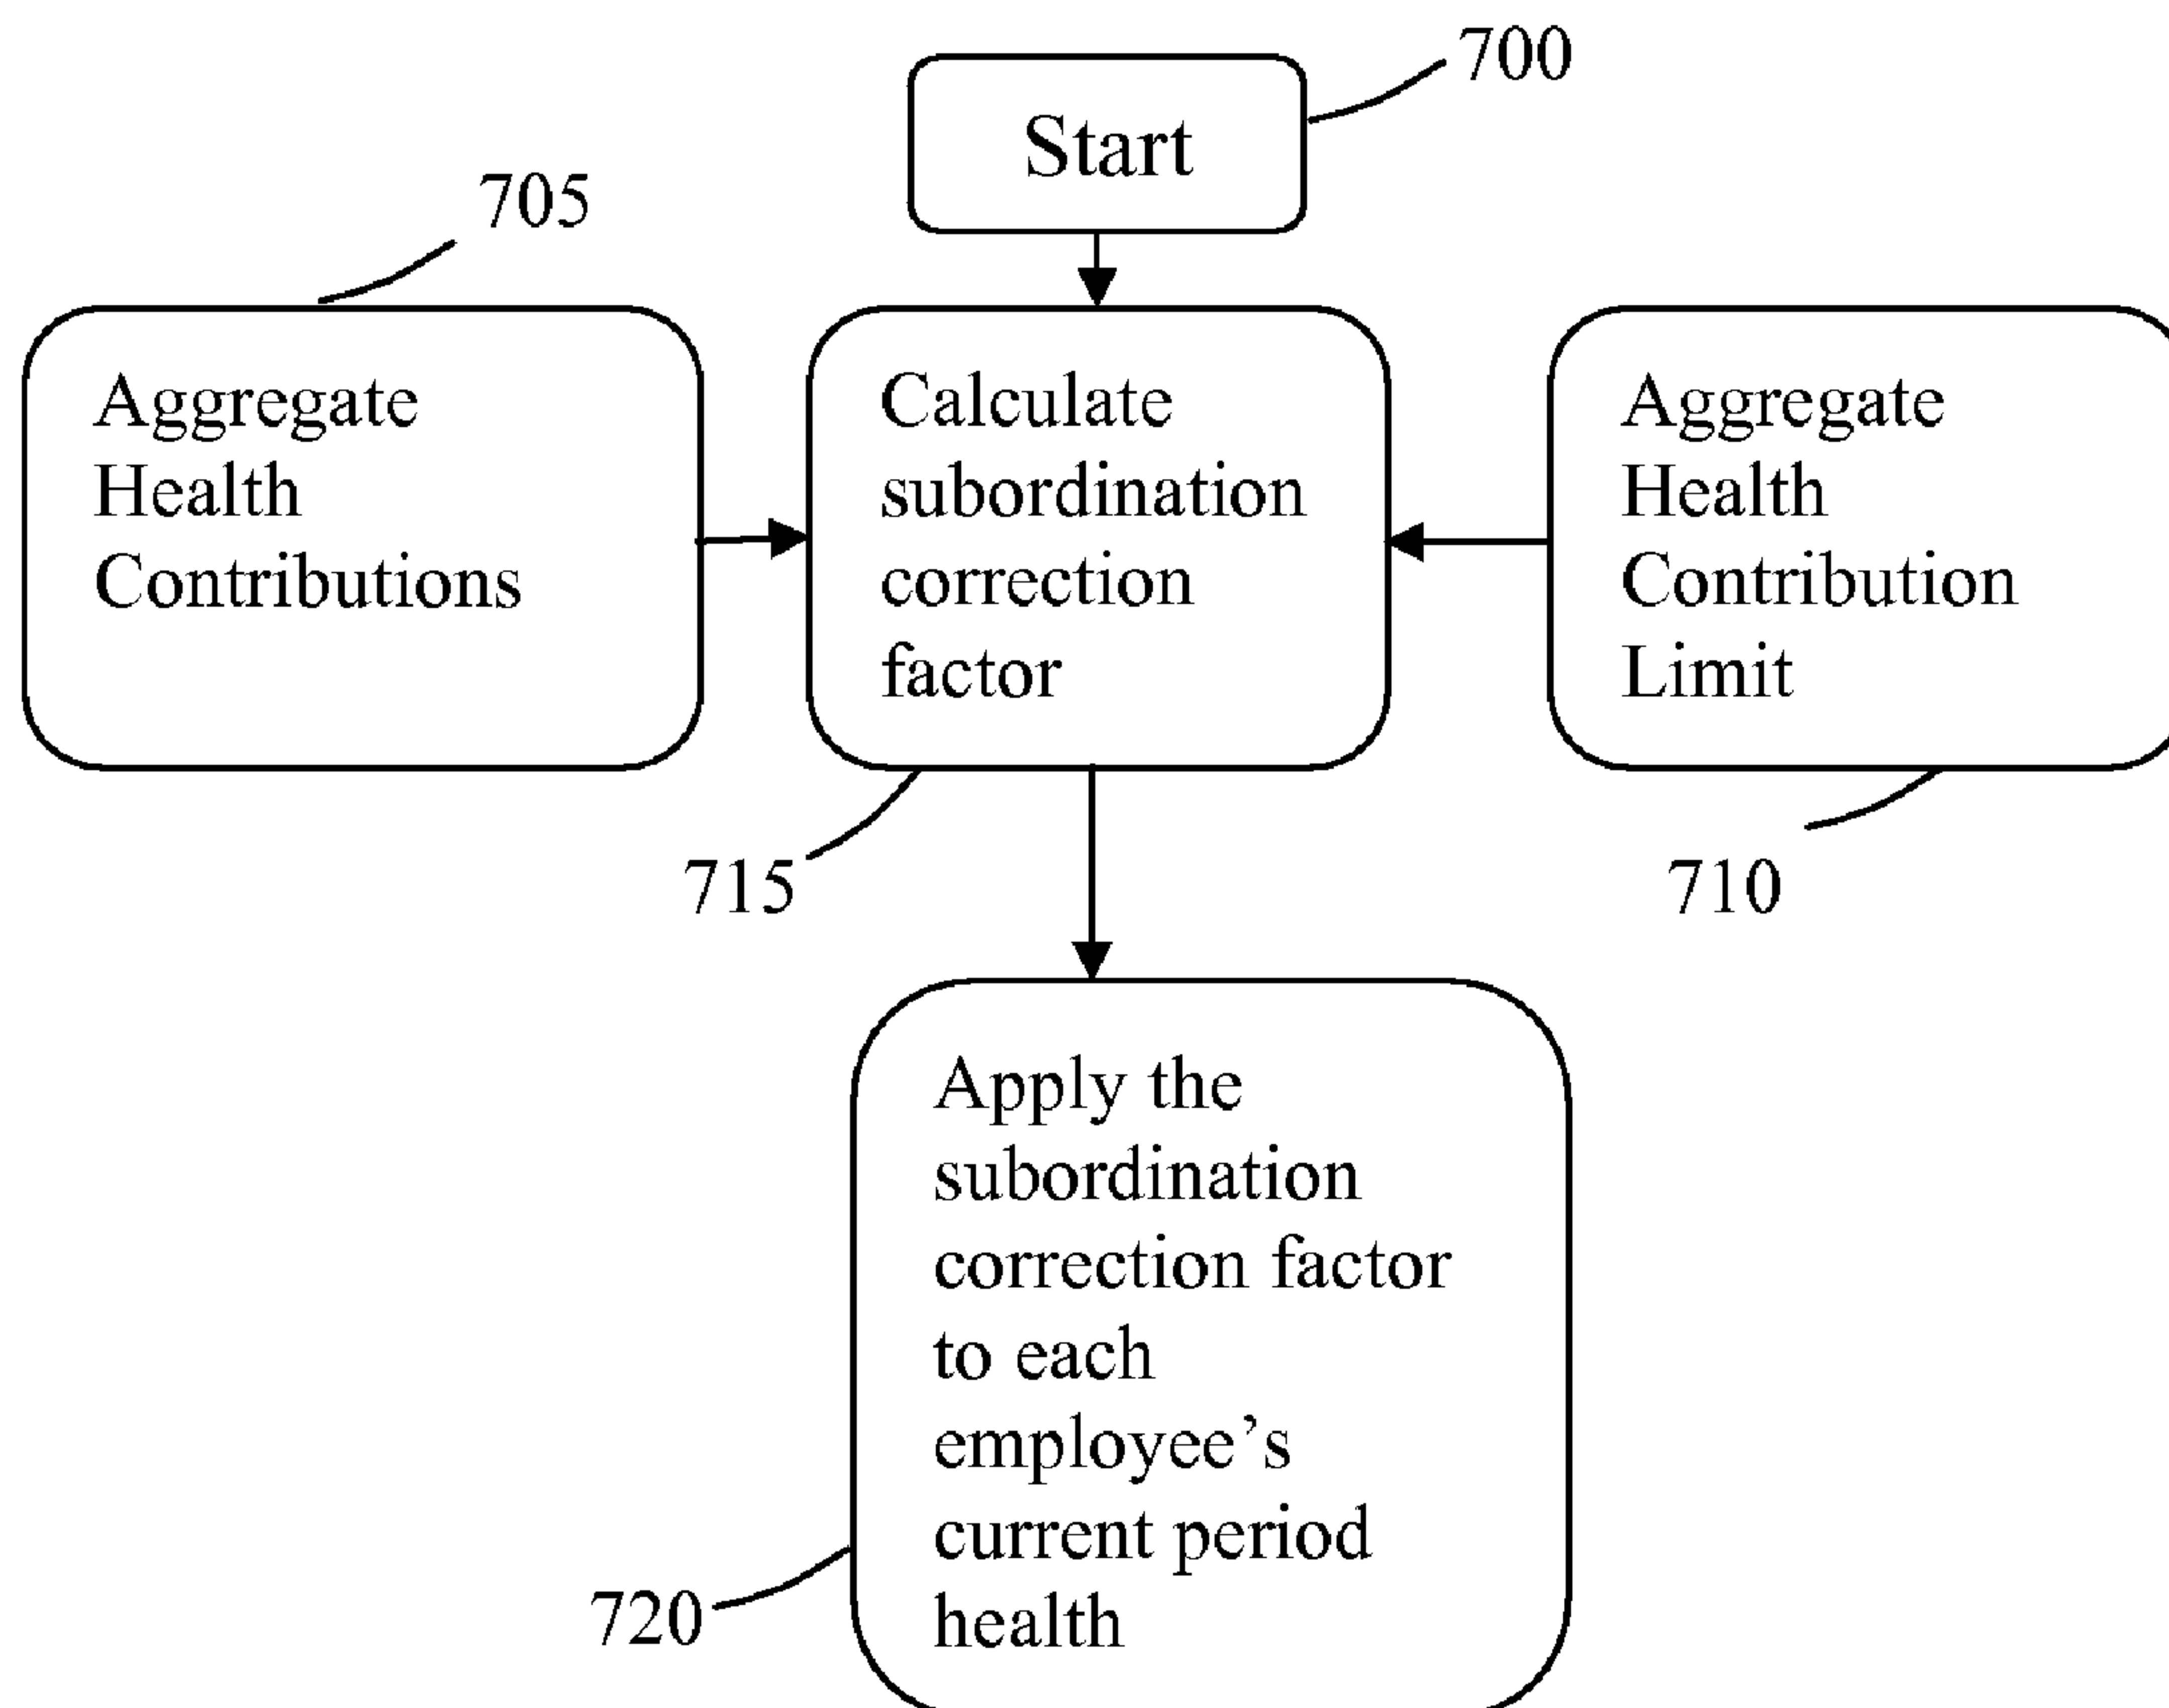 700
Start
705
Aggregate
Health
Contributions
Calculate
subordination
correction
factor
Aggregate
Health
Contribution
Limit
715
710
Apply the
subordination
correction factor
to each
employee’s
current period
health
720